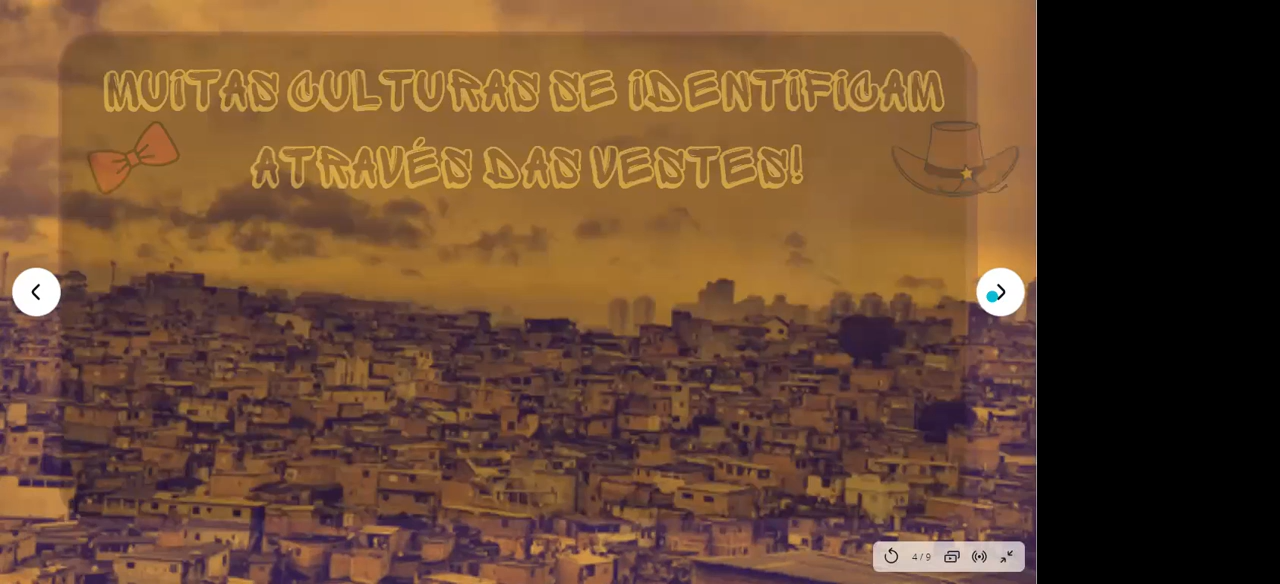 MUITAS CULTURAS SE IDENTIFICAM
ATRAVÉS DAS VESTES!
4 / 9